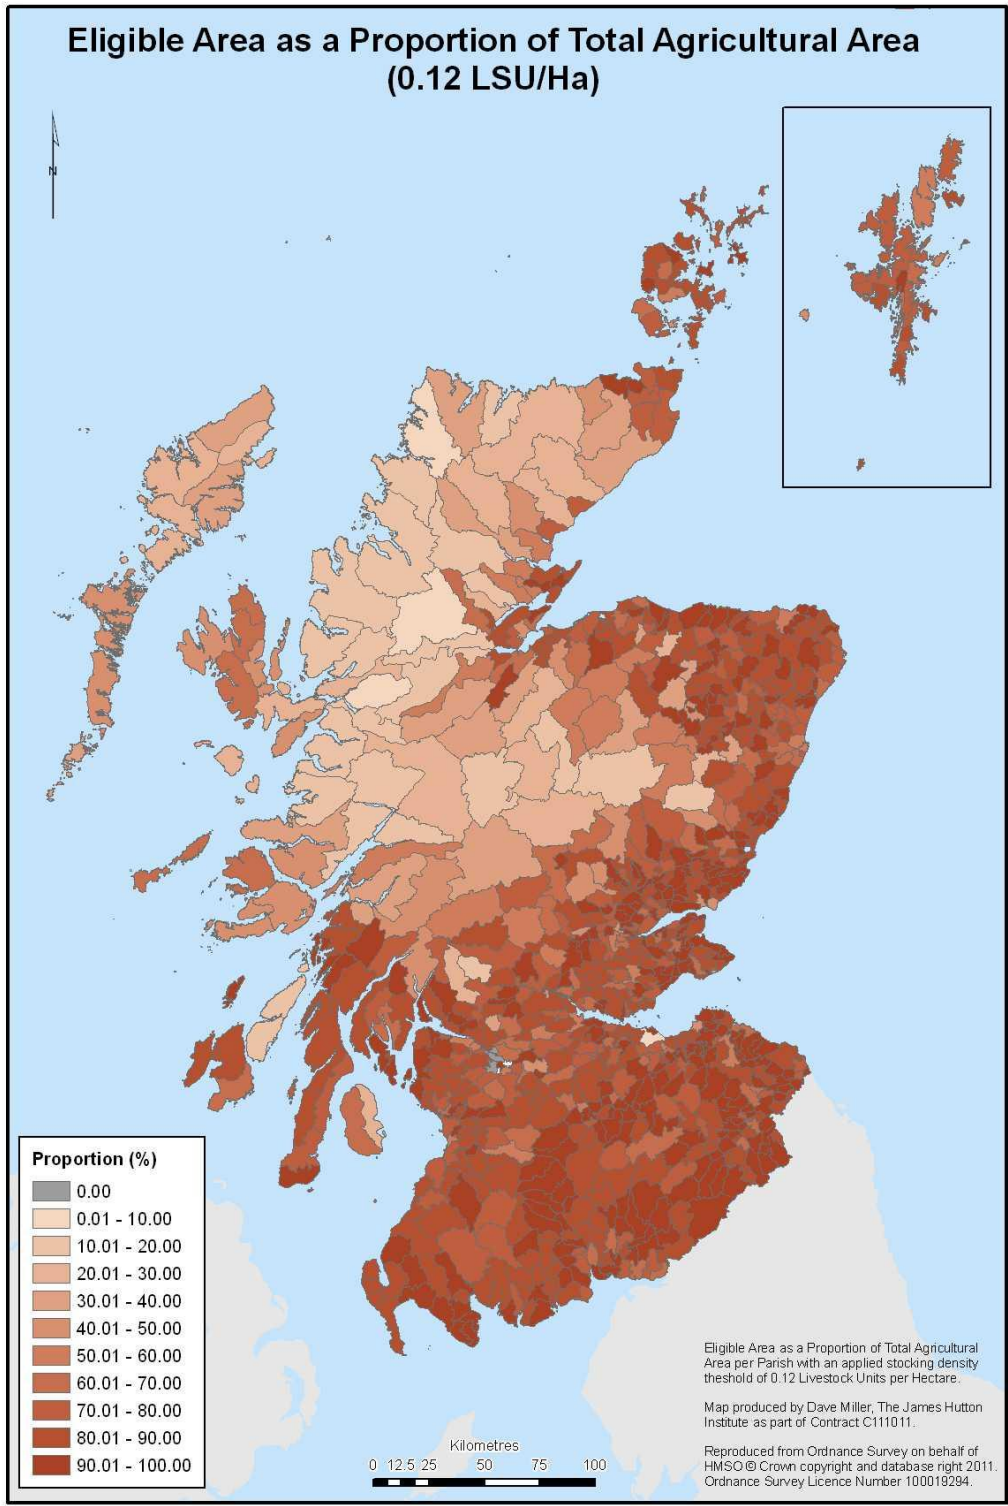 Eligible Area as a Proportion of Total Agricultural Area
(0.12 LSU/Ha)
N
Proportion (%)
0.00
0.01 - 10.00
10.01 - 20.00
20.01 - 30.00
30.01 - 40.00
40.01 - 50.00
50.01 - 60.00
60.01 - 70.00
70.01 - 80.00
80.01 - 90.00
90.01 - 100.00
Kilometres
0 12.5 25 50 75 100
Eligible Area as a Proportion of Total Agricultural
Area per Parish with an applied stocking density
theshold of 0.12 Livestock Units per Hectare.
Map produced by Dave Miller, The James Hutton
Institute as part of Contract C111011.
Reproduced from Ordnance Survey on behalf of
HMSO © Crown copyright and database right 2011.
Ordnance Survey Licence Number 100019294.